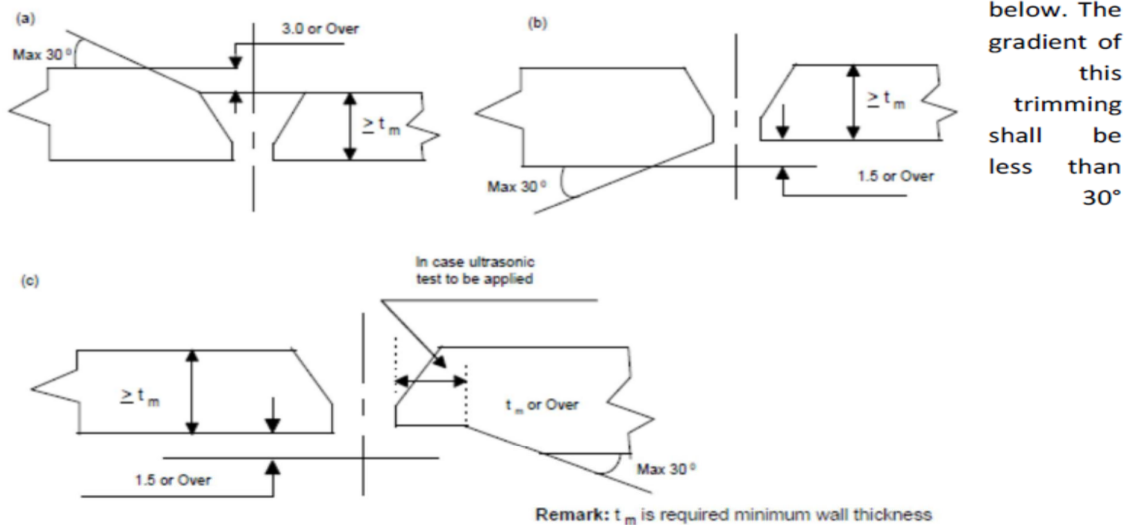 below. The
gradient of
this
trimming
shall be
less than
30°
(a)
3.0 or Over
Max 30°
≥ t m
(b)
≥ t m
1.5 or Over
Max 30°
(c)
In case ultrasonic
test to be applied
≥ t m
t m or Over
1.5 or Over
Max 30°
Remark: t m is required minimum wall thickness